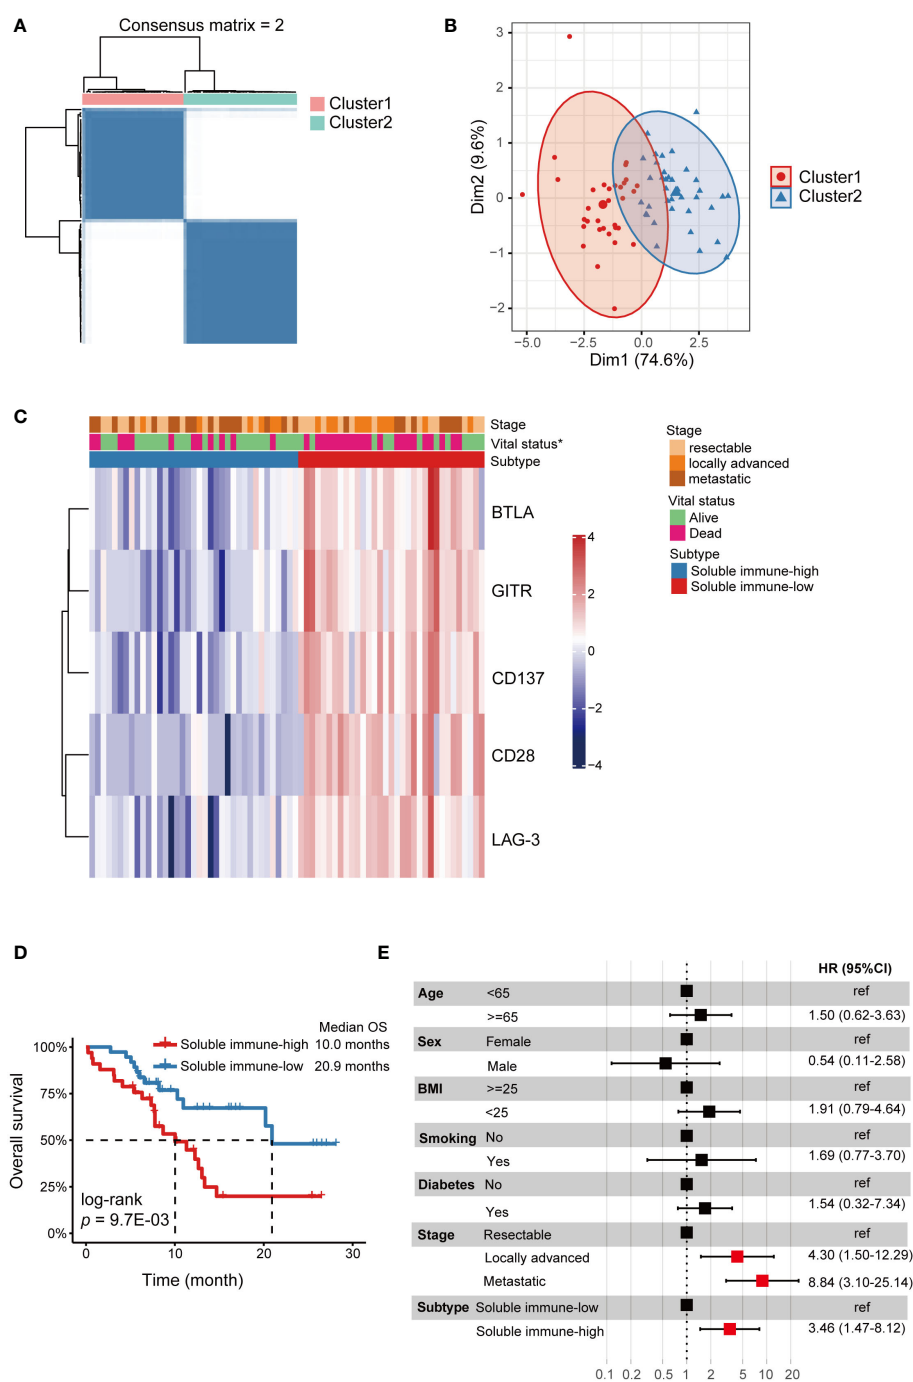 A
Consensus matrix = 2
Cluster1
Cluster2
B
3
2
1
0
−1
−2
Dim2 (9.6%)
−5.0
−2.5
0.0
2.5
Dim1 (74.6%)
Cluster1
Cluster2
C
Stage
Vital status*
Subtype
BTLA
GITR
CD137
CD28
LAG-3
4
2
0
−2
−4
Stage
resectable
locally advanced
metastatic
Vital status
Alive
Dead
Subtype
Soluble immune-high
Soluble immune-low
D
Median OS
Soluble immune-high 10.0 months
Soluble immune-low 20.9 months
100%
75%
50%
25%
0%
Overall survival
log-rank
p = 9.7E-03
0
10
20
30
Time (month)
E
HR (95%CI)
Age <65 ref
>=65 1.50 (0.62-3.63)
Sex Female ref
Male 0.54 (0.11-2.58)
BMI >=25 ref
<25 1.91 (0.79-4.64)
Smoking No ref
Yes 1.69 (0.77-3.70)
Diabetes No ref
Yes 1.54 (0.32-7.34)
Stage Resectable ref
Locally advanced 4.30 (1.50-12.29)
Metastatic 8.84 (3.10-25.14)
Subtype Soluble immune-low ref
Soluble immune-high 3.46 (1.47-8.12)
0.1 0.2 0.5 1 2 5 10 20